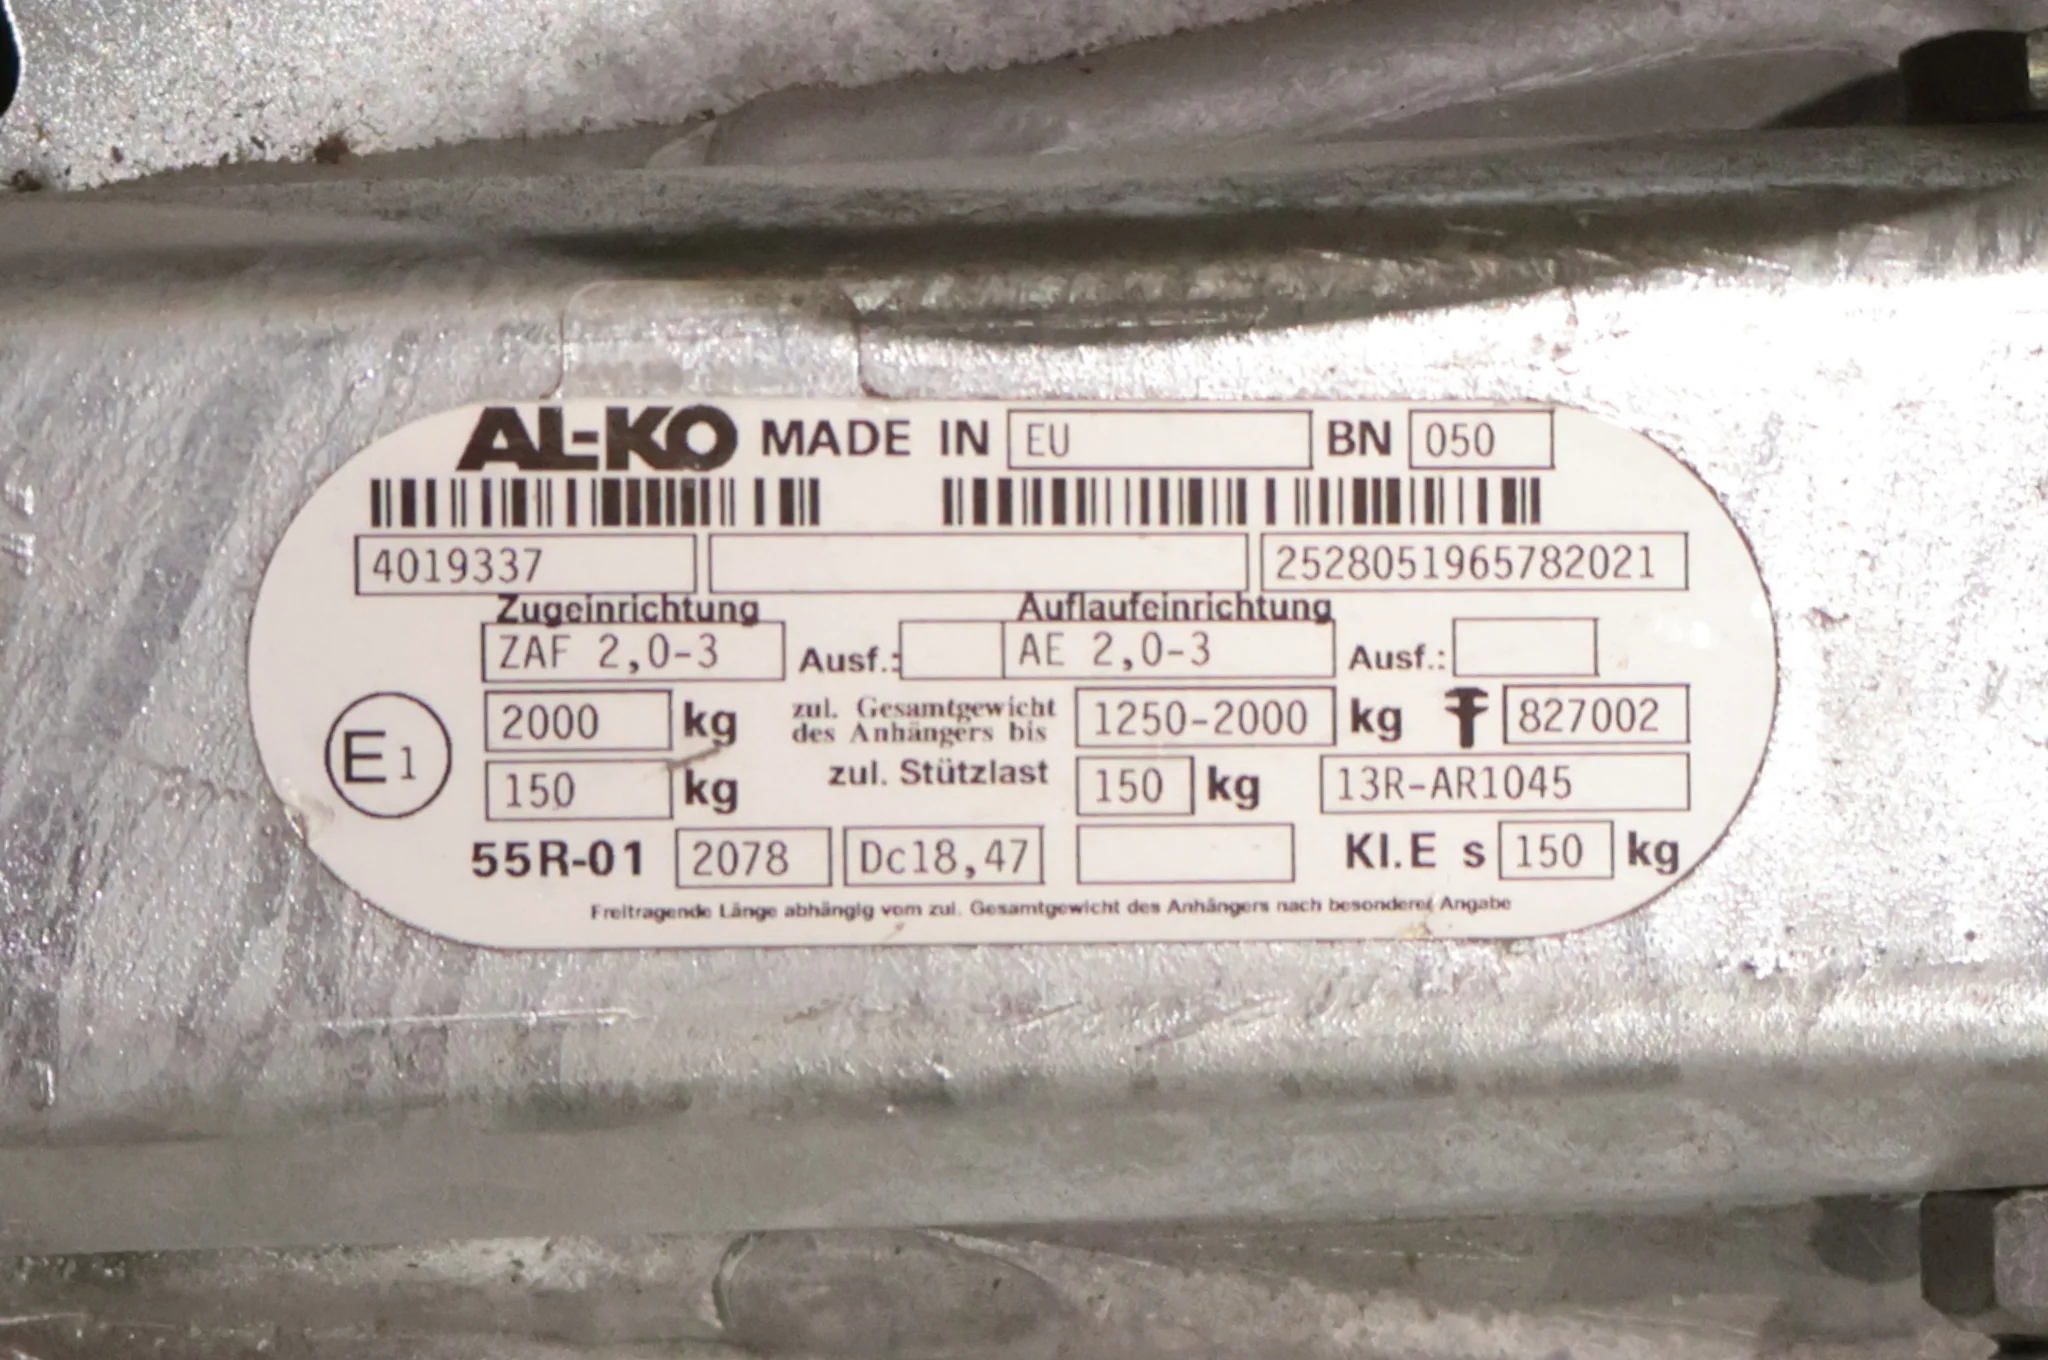 AL-KO MADE IN EU BN 050
4019337 2528051965782021
Zugeinrichtung Auflaufeinrichtung
ZAF 2,0-3 Ausf.: AE 2,0-3 Ausf.:
2000 kg zul. Gesamtgewicht des Anhängers bis 1250-2000 kg 827002
E1
150 kg zul. Stützlast 150 kg 13R-AR1045
55R-01 2078 Dc18,47 Kl.E s 150 kg
Freitragende Länge abhängig vom zul. Gesamtgewicht des Anhängers nach besonderer Angabe